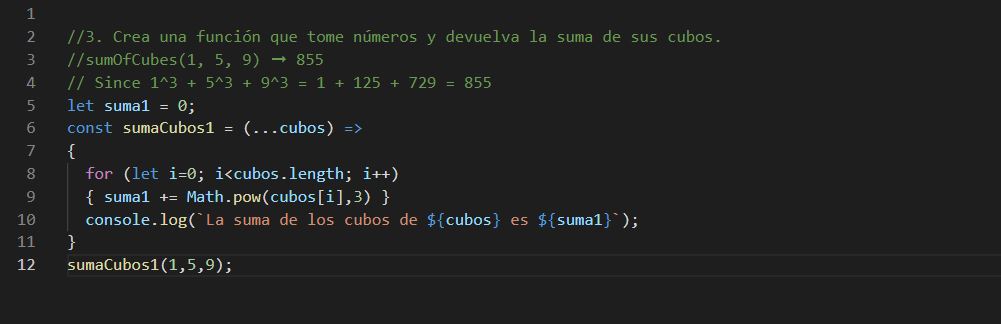 1
2 //3. Crea una función que tome números y devuelva la suma de sus cubos.
3 //sumOfCubes(1, 5, 9) ➞ 855
4 // Since 1^3 + 5^3 + 9^3 = 1 + 125 + 729 = 855
5 let suma1 = 0;
6 const sumaCubos1 = (...cubos) =>
7 {
8   for (let i=0; i<cubos.length; i++)
9   { suma1 += Math.pow(cubos[i],3) }
10   console.log(`La suma de los cubos de ${cubos} es ${suma1}`);
11 }
12 sumaCubos1(1,5,9);